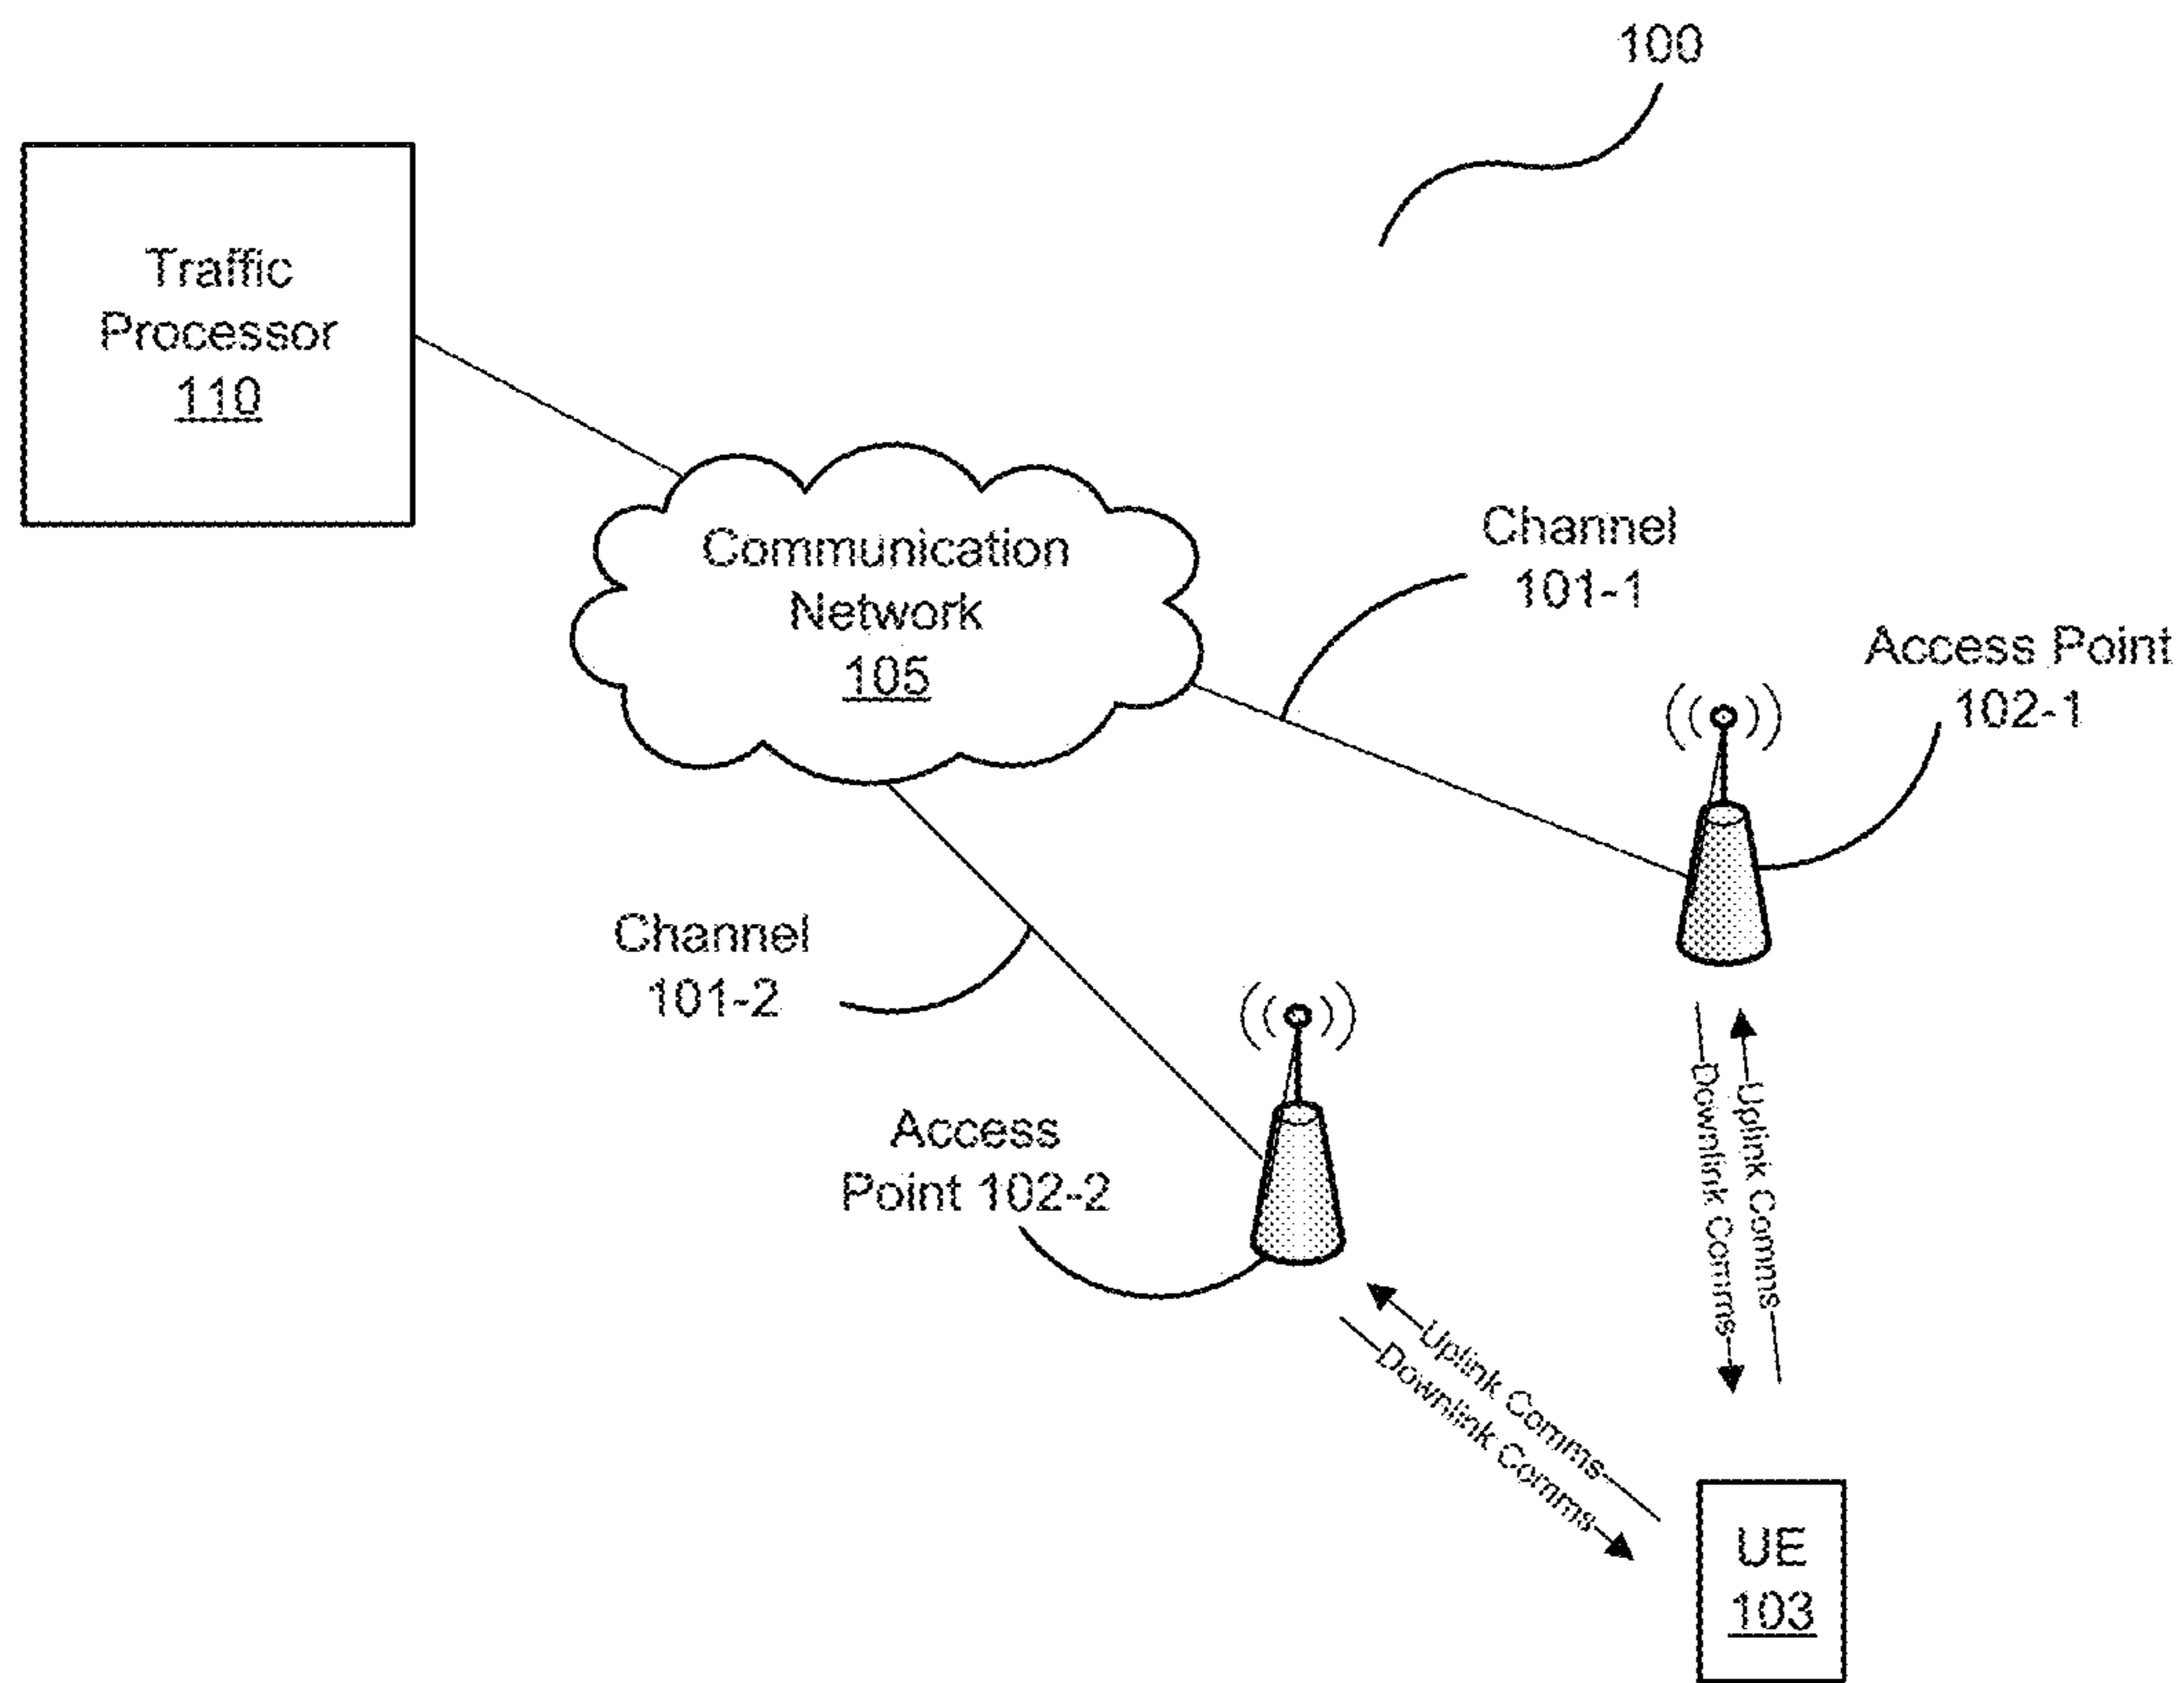 100
Traffic
Processor
110
Communication
Network
105
Channel
101-1
Access Point
102-1
Channel
101-2
Access
Point 102-2
Downlink Comms
Uplink Comms
Uplink Comms
Downlink Comms
UE
103